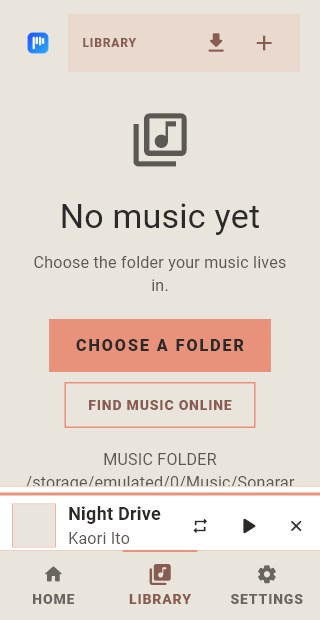 LIBRARY
No music yet
Choose the folder your music lives
in.
CHOOSE A FOLDER
FIND MUSIC ONLINE
MUSIC FOLDER
/storage/emulated/0/Music/Sonarar
Night Drive
Kaori Ito
HOME
LIBRARY
SETTINGS